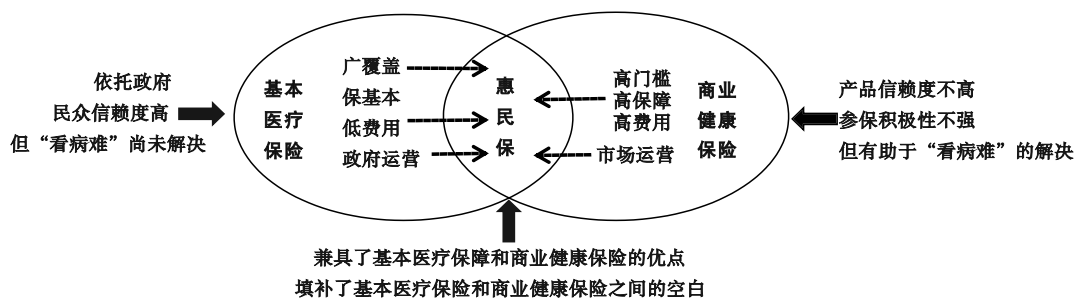 依托政府
民众信赖度高
但“看病难”尚未解决
基本
医疗
保险
广覆盖
保基本
低费用
政府运营
惠
民
保
高门槛
高保障
高费用
市场运营
商业
健康
保险
产品信赖度不高
参保积极性不强
但有助于“看病难”的解决
兼具了基本医疗保障和商业健康保险的优点
填补了基本医疗保险和商业健康保险之间的空白